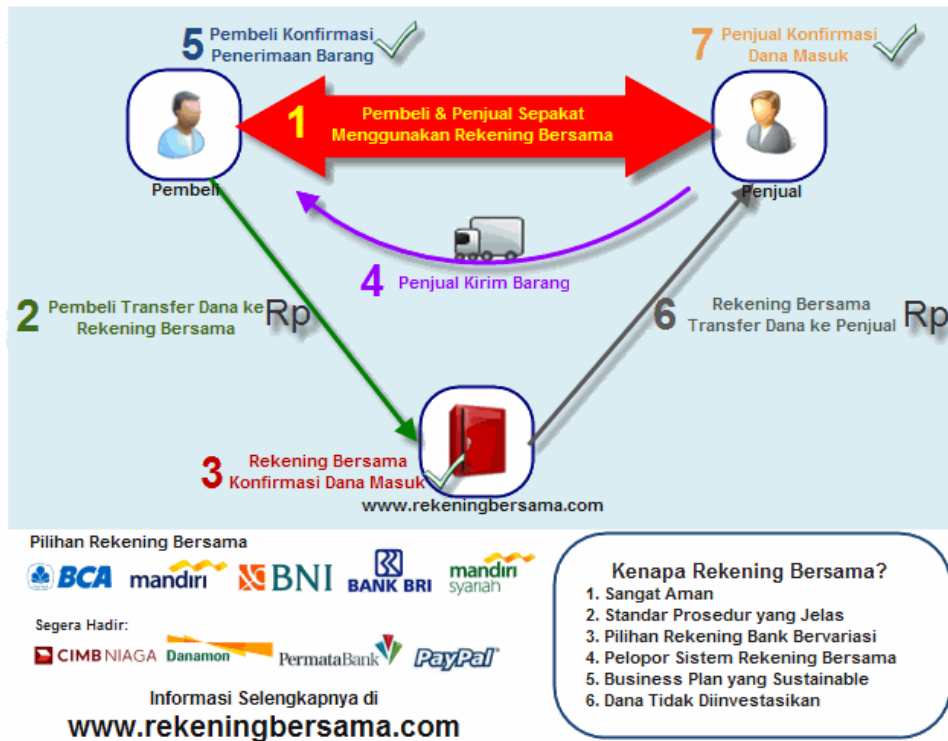 5 Pembeli Konfirmasi
Penerimaan Barang
7 Penjual Konfirmasi
Dana Masuk
1 Pembeli & Penjual Sepakat
Menggunakan Rekening Bersama
Pembeli
Penjual
4 Penjual Kirim Barang
2 Pembeli Transfer Dana ke
Rekening Bersama
Rp
6 Rekening Bersama
Transfer Dana ke Penjual
Rp
3 Rekening Bersama
Konfirmasi Dana Masuk
www.rekeningbersama.com
Pilihan Rekening Bersama
BCA
mandiri
BNI
BRI
BANK BRI
mandiri
syariah
Segera Hadir:
CIMB NIAGA
Danamon
PermataBank
PayPal
Informasi Selengkapnya di
www.rekeningbersama.com
Kenapa Rekening Bersama?
1. Sangat Aman
2. Standar Prosedur yang Jelas
3. Pilihan Rekening Bank Bervariasi
4. Pelopor Sistem Rekening Bersama
5. Business Plan yang Sustainable
6. Dana Tidak Diinvestasikan